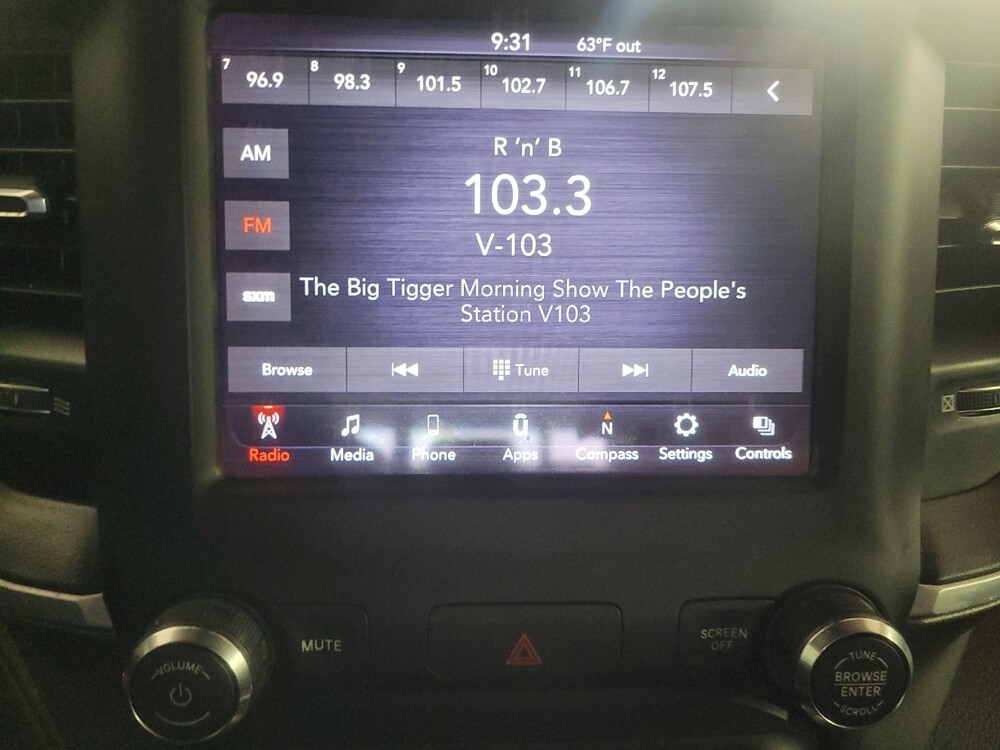 9:31 63°F out
7 96.9 8 98.3 9 101.5 10 102.7 11 106.7 12 107.5
AM
R 'n' B
103.3
FM
V-103
sxm
The Big Tigger Morning Show The People's
Station V103
Browse Tune Audio
Radio Media Phone Apps N Compass Settings Controls
MUTE
SCREEN
OFF
VOLUME
TUNE
BROWSE
ENTER
SCROLL